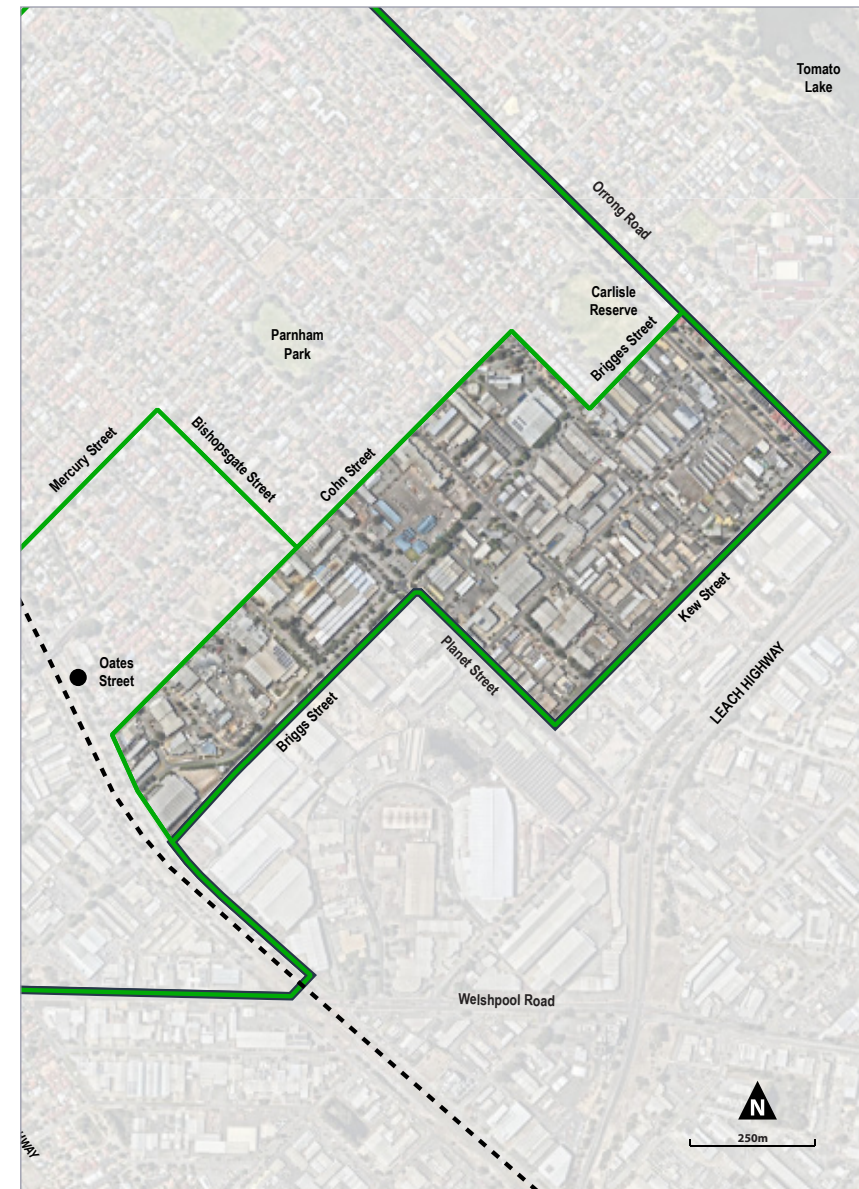 Tomato
Lake
Orrong Road
Carlisle
Reserve
Brigges Street
Parnham
Park
Mercury Street
Bishopsgate Street
Cohn Street
Kew Street
Planet Street
Oates
Street
LEACH HIGHWAY
Briggs Street
Welshpool Road
N
250m